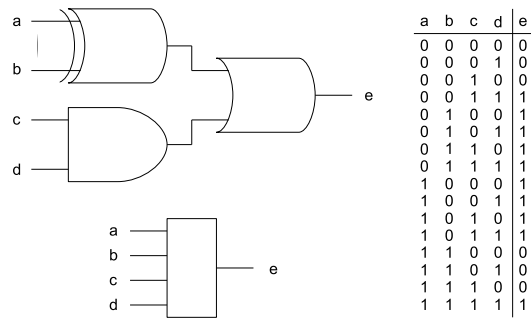 a
b
c
d
e
a
b
c
d
e
a b c d e
0 0 0 0 0
0 0 0 1 0
0 0 1 0 0
0 0 1 1 1
0 1 0 0 1
0 1 0 1 1
0 1 1 0 1
0 1 1 1 1
1 0 0 0 1
1 0 0 1 1
1 0 1 0 1
1 0 1 1 1
1 1 0 0 0
1 1 0 1 0
1 1 1 0 0
1 1 1 1 1